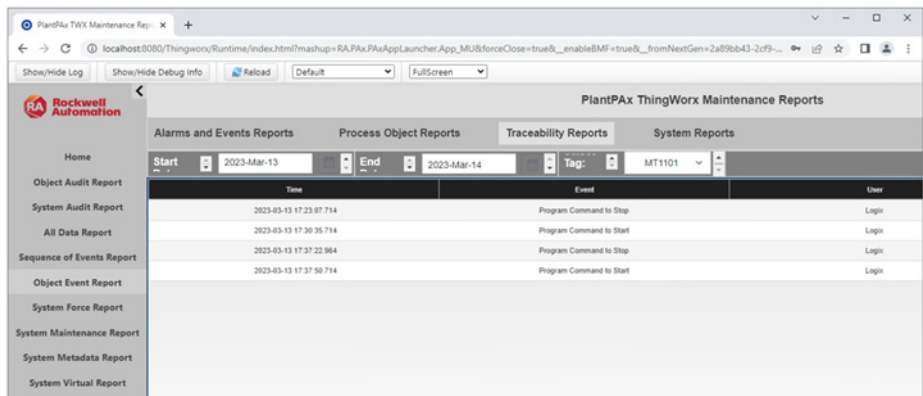 PlantPAx TWX Maintenance Rep
localhost:8080/Thingworx/Runtime/index.html?mashup=RA.PAx.PAxAppLauncher.App_MU&forceClose=true&_enableBMF=true&_fromNextGen=2a89bb43-2cf9-...
Show/Hide Log Show/Hide Debug Info Reload Default FullScreen
RA Rockwell Automation
PlantPAx ThingWorx Maintenance Reports
Alarms and Events Reports Process Object Reports Traceability Reports System Reports
Start 2023-Mar-13 End 2023-Mar-14 Tag: MT1101
Home
Object Audit Report
System Audit Report
All Data Report
Sequence of Events Report
Object Event Report
System Force Report
System Maintenance Report
System Metadata Report
System Virtual Report
Time Event User
2023-03-13 17:23:07.714 Program Command to Stop Logix
2023-03-13 17:30:35.714 Program Command to Start Logix
2023-03-13 17:37:22.964 Program Command to Stop Logix
2023-03-13 17:37:50.714 Program Command to Start Logix